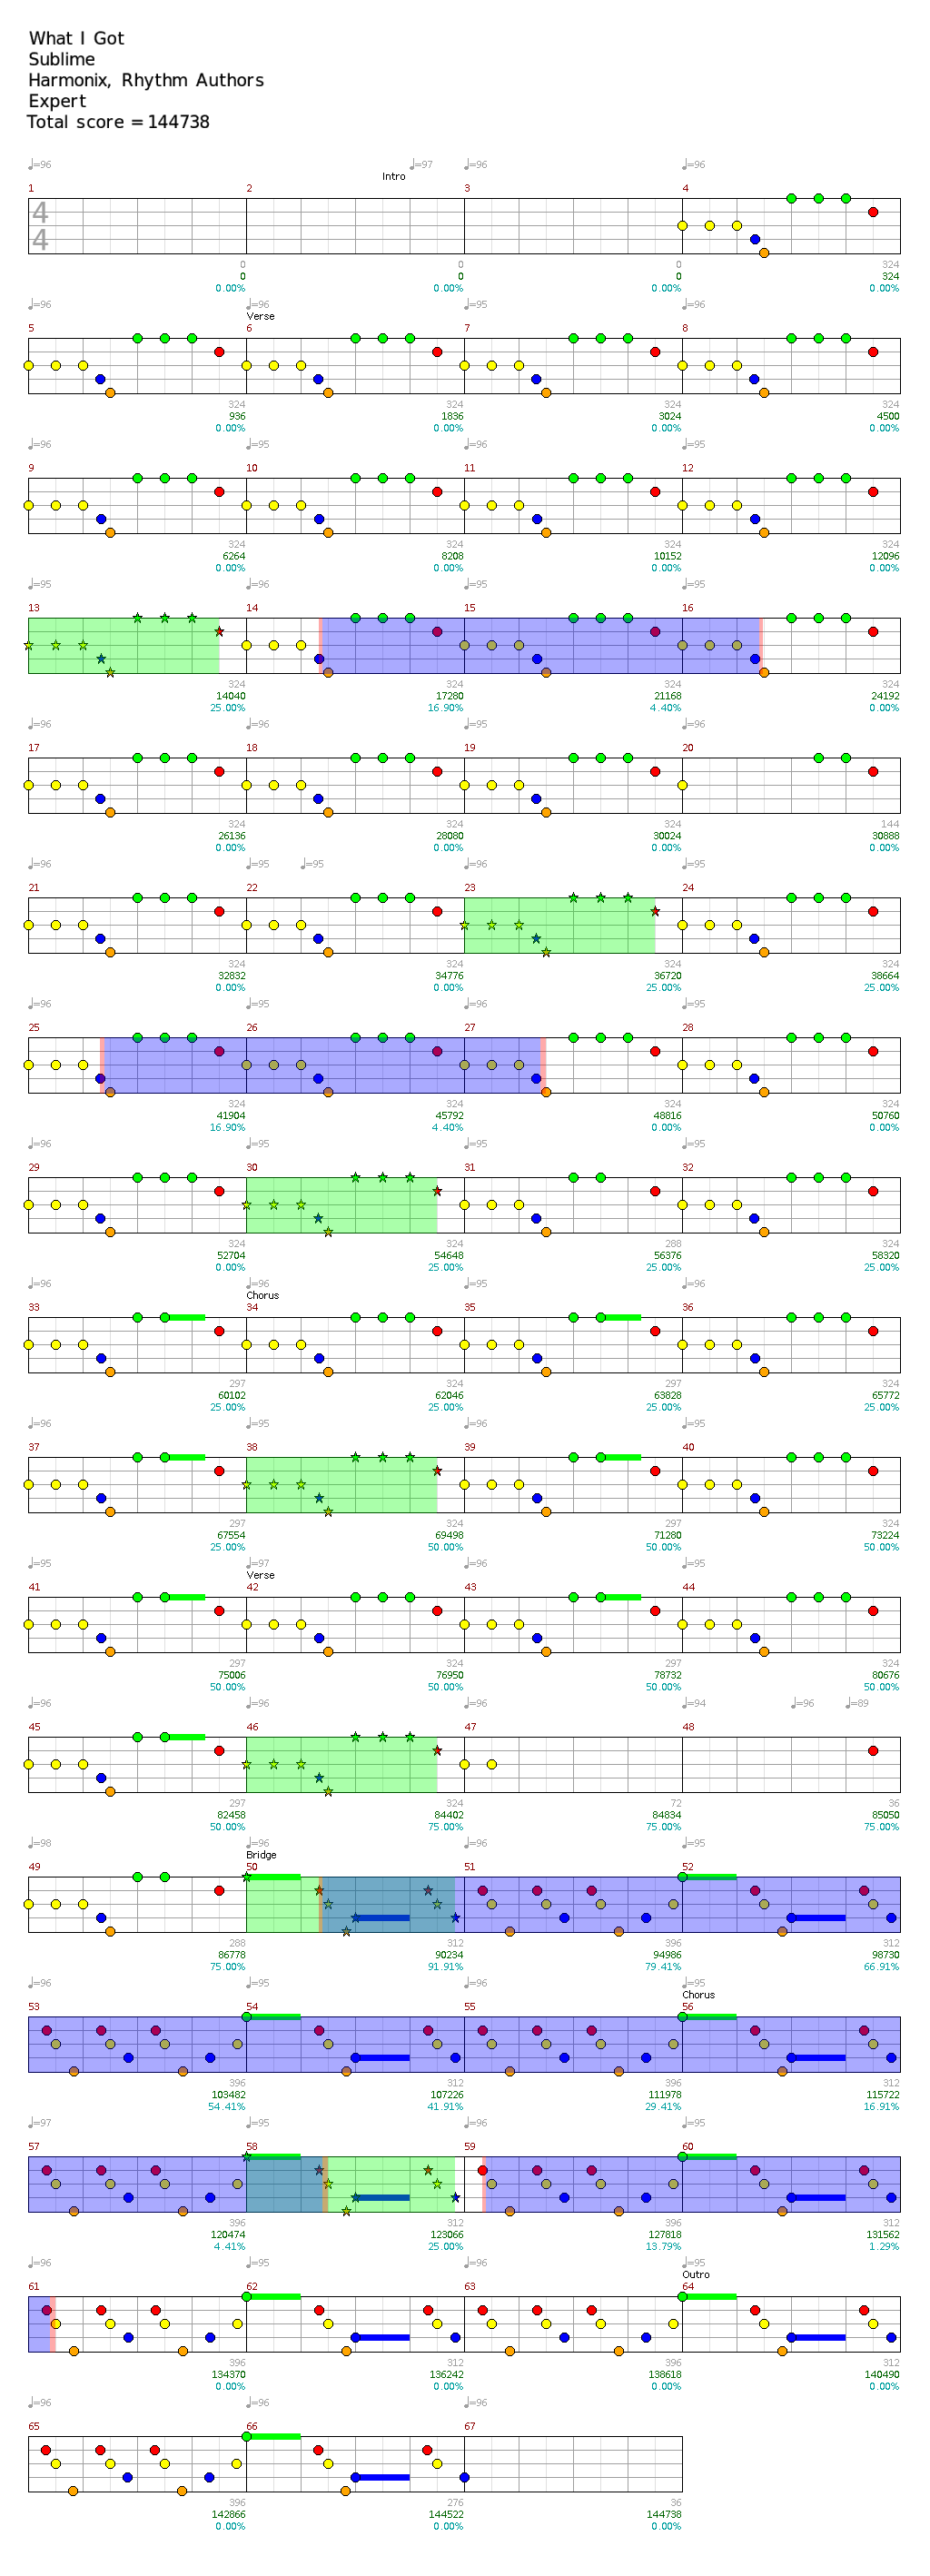 What I Got
Sublime
Harmonix, Rhythm Authors
Expert
Total score = 144738
♩=96 ♩=97 ♩=96 ♩=96
Intro
1 2 3 4
4
4
0 0 0 324
0 0 0 324
0.00% 0.00% 0.00% 0.00%
♩=96 ♩=96 ♩=96 ♩=96
Verse
5 6 7 8
324 324 324 324
936 1836 3024 4500
0.00% 0.00% 0.00% 0.00%
♩=96 ♩=95 ♩=96 ♩=95
9 10 11 12
324 324 324 324
6264 8208 10152 12096
0.00% 0.00% 0.00% 0.00%
♩=95 ♩=96 ♩=95 ♩=95
13 14 15 16
324 324 324 324
14040 17280 21168 24192
25.00% 16.90% 4.40% 0.00%
♩=96 ♩=96 ♩=95 ♩=96
17 18 19 20
324 324 324 144
26136 28080 30024 30888
0.00% 0.00% 0.00% 0.00%
♩=96 ♩=95 ♩=95 ♩=96 ♩=95
21 22 23 24
324 324 324 324
32832 34776 36720 38664
0.00% 0.00% 25.00% 25.00%
♩=96 ♩=95 ♩=96 ♩=95
25 26 27 28
324 324 324 324
41904 45792 48816 50760
16.90% 4.40% 0.00% 0.00%
♩=96 ♩=95 ♩=95 ♩=96
29 30 31 32
324 324 288 324
52704 54648 56376 58320
0.00% 25.00% 25.00% 25.00%
♩=96 ♩=96 ♩=95 ♩=96
Chorus
33 34 35 36
297 324 297 324
60102 62046 63828 65772
25.00% 25.00% 25.00% 25.00%
♩=96 ♩=95 ♩=96 ♩=95
37 38 39 40
297 324 297 324
67554 69498 71280 73224
25.00% 50.00% 50.00% 50.00%
♩=95 ♩=97 ♩=96 ♩=95
Verse
41 42 43 44
297 324 297 324
75006 76950 78732 80676
50.00% 50.00% 50.00% 50.00%
♩=96 ♩=96 ♩=96 ♩=94 ♩=96 ♩=89
45 46 47 48
297 324 72 36
82458 84402 84834 85050
50.00% 75.00% 75.00% 75.00%
♩=98 ♩=96 ♩=96 ♩=95
Bridge
49 50 51 52
288 312 396 312
86778 90234 94986 98730
75.00% 91.91% 79.41% 66.91%
♩=96 ♩=95 ♩=96 ♩=95
Chorus
53 54 55 56
396 312 396 312
103482 107226 111978 115722
54.41% 41.91% 29.41% 16.91%
♩=97 ♩=95 ♩=96 ♩=95
57 58 59 60
396 312 396 312
120474 123066 127818 131562
4.41% 25.00% 13.79% 1.29%
♩=96 ♩=95 ♩=96 ♩=95
Outro
61 62 63 64
396 312 396 312
134370 136242 138618 140490
0.00% 0.00% 0.00% 0.00%
♩=96 ♩=96 ♩=96
65 66 67
396 276 36
142866 144522 144738
0.00% 0.00% 0.00%